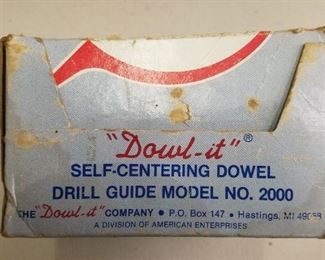 "Dowl-it"®
SELF-CENTERING DOWEL
DRILL GUIDE MODEL NO. 2000
THE "Dowl-it" COMPANY • P.O. Box 147 • Hastings, MI 49058
A DIVISION OF AMERICAN ENTERPRISES